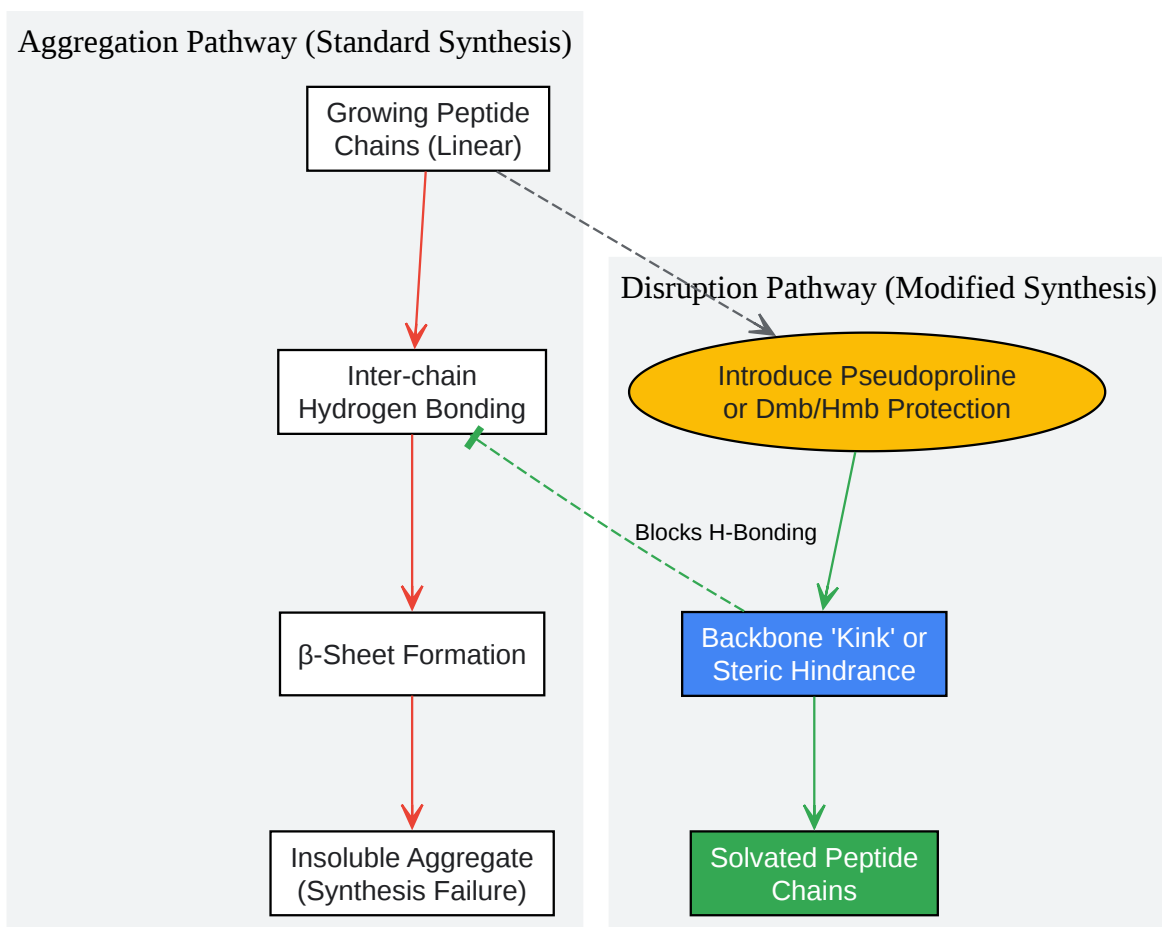 Aggregation Pathway (Standard Synthesis)
Growing Peptide
Chains (Linear)
Inter-chain
Hydrogen Bonding
β-Sheet Formation
Insoluble Aggregate
(Synthesis Failure)
Disruption Pathway (Modified Synthesis)
Introduce Pseudoproline
or Dmb/Hmb Protection
Blocks H-Bonding
Backbone 'Kink' or
Steric Hindrance
Solvated Peptide
Chains